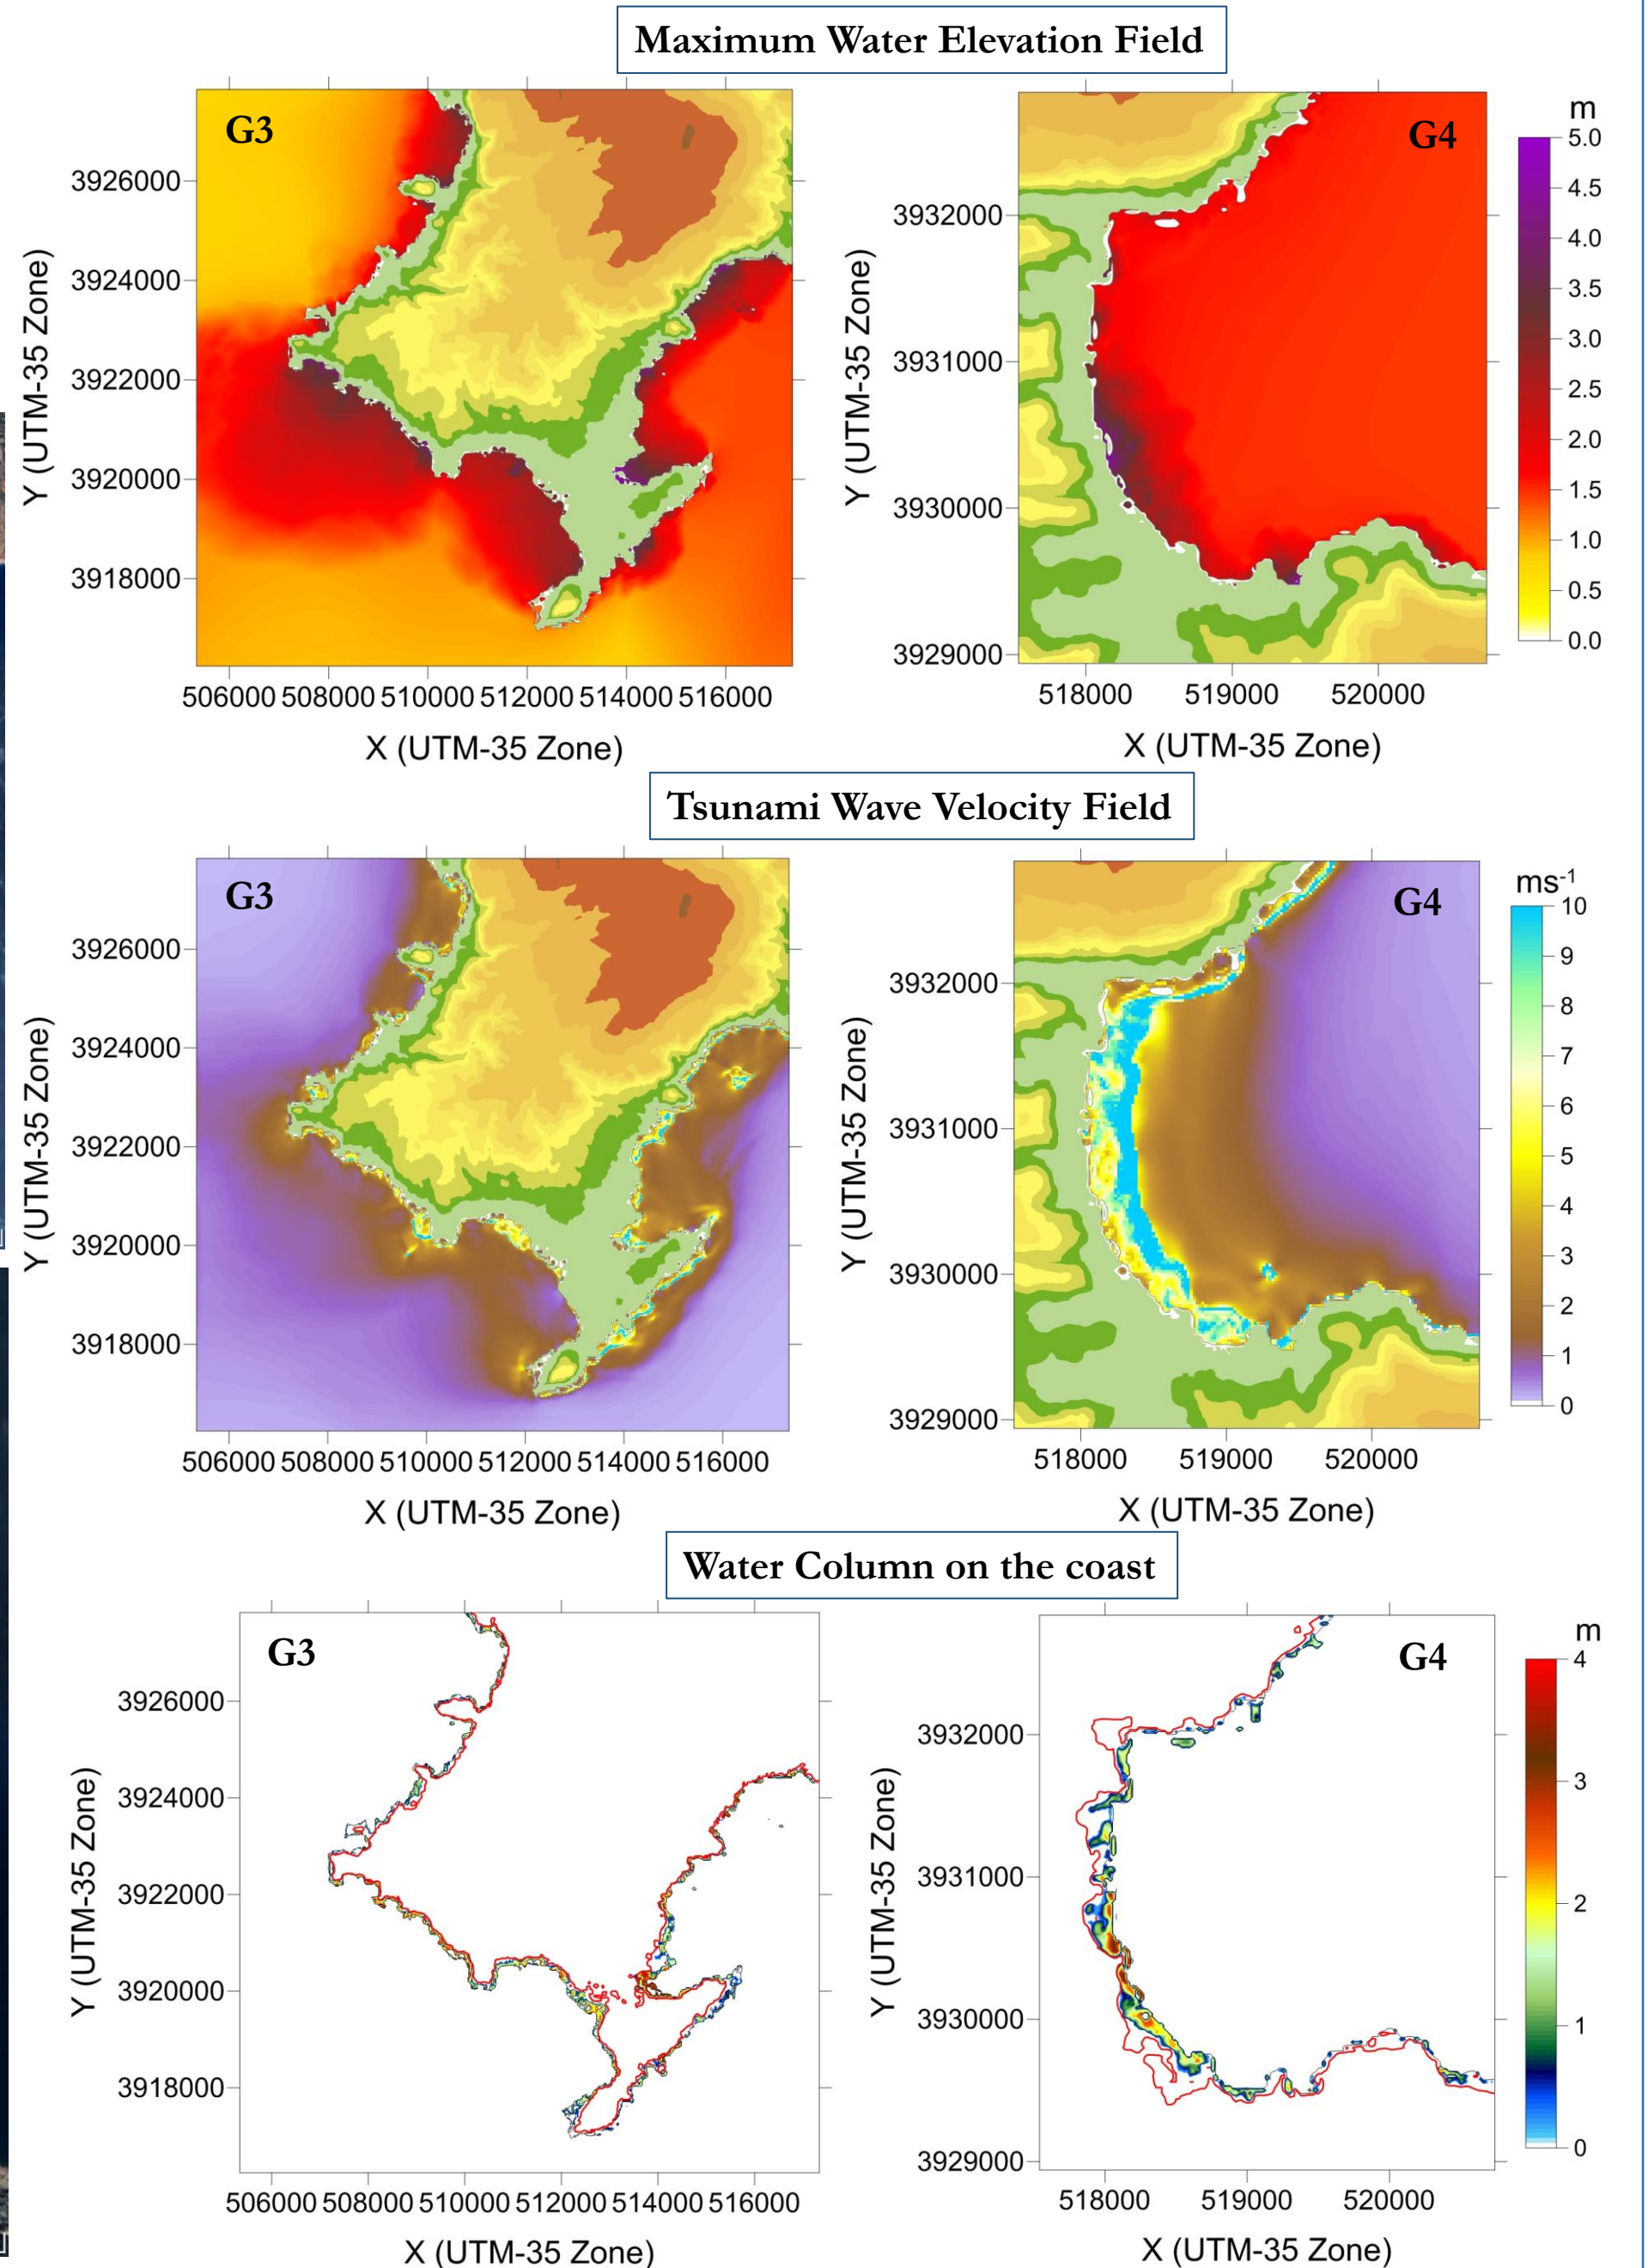 Maximum Water Elevation Field
G3
3926000
3924000
3922000
3920000
3918000
Y (UTM-35 Zone)
506000 508000 510000 512000 514000 516000
X (UTM-35 Zone)
G4
3932000
3931000
3930000
3929000
Y (UTM-35 Zone)
518000 519000 520000
X (UTM-35 Zone)
m
5.0
4.5
4.0
3.5
3.0
2.5
2.0
1.5
1.0
0.5
0.0
Tsunami Wave Velocity Field
G3
3926000
3924000
3922000
3920000
3918000
Y (UTM-35 Zone)
506000 508000 510000 512000 514000 516000
X (UTM-35 Zone)
G4
3932000
3931000
3930000
3929000
Y (UTM-35 Zone)
518000 519000 520000
X (UTM-35 Zone)
ms⁻¹
10
9
8
7
6
5
4
3
2
1
0
Water Column on the coast
G3
3926000
3924000
3922000
3920000
3918000
Y (UTM-35 Zone)
506000 508000 510000 512000 514000 516000
X (UTM-35 Zone)
G4
3932000
3931000
3930000
3929000
Y (UTM-35 Zone)
518000 519000 520000
X (UTM-35 Zone)
m
4
3
2
1
0